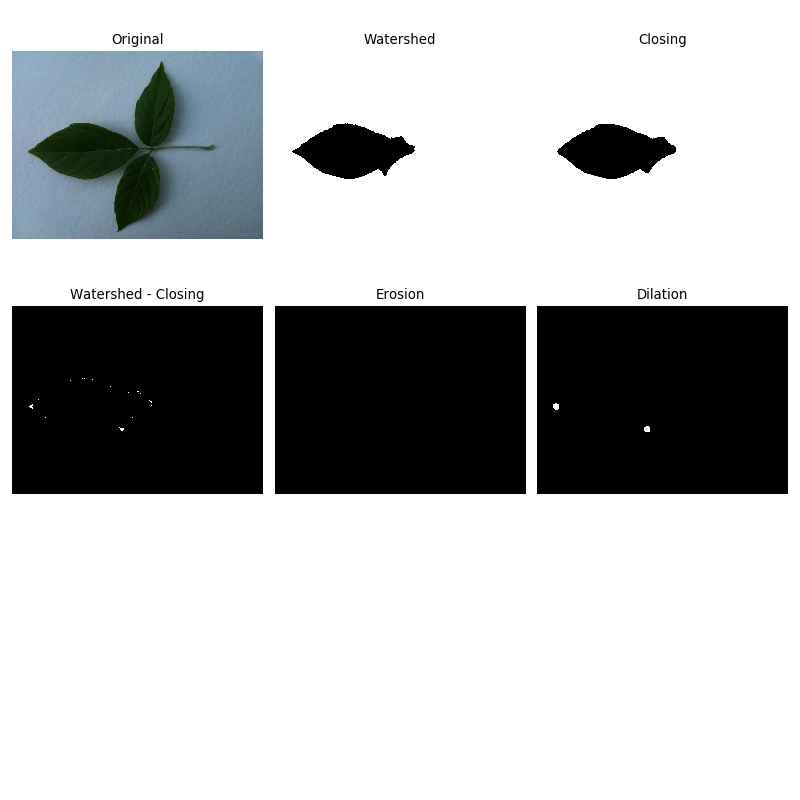 Original
Watershed
Closing
Watershed - Closing
Erosion
Dilation